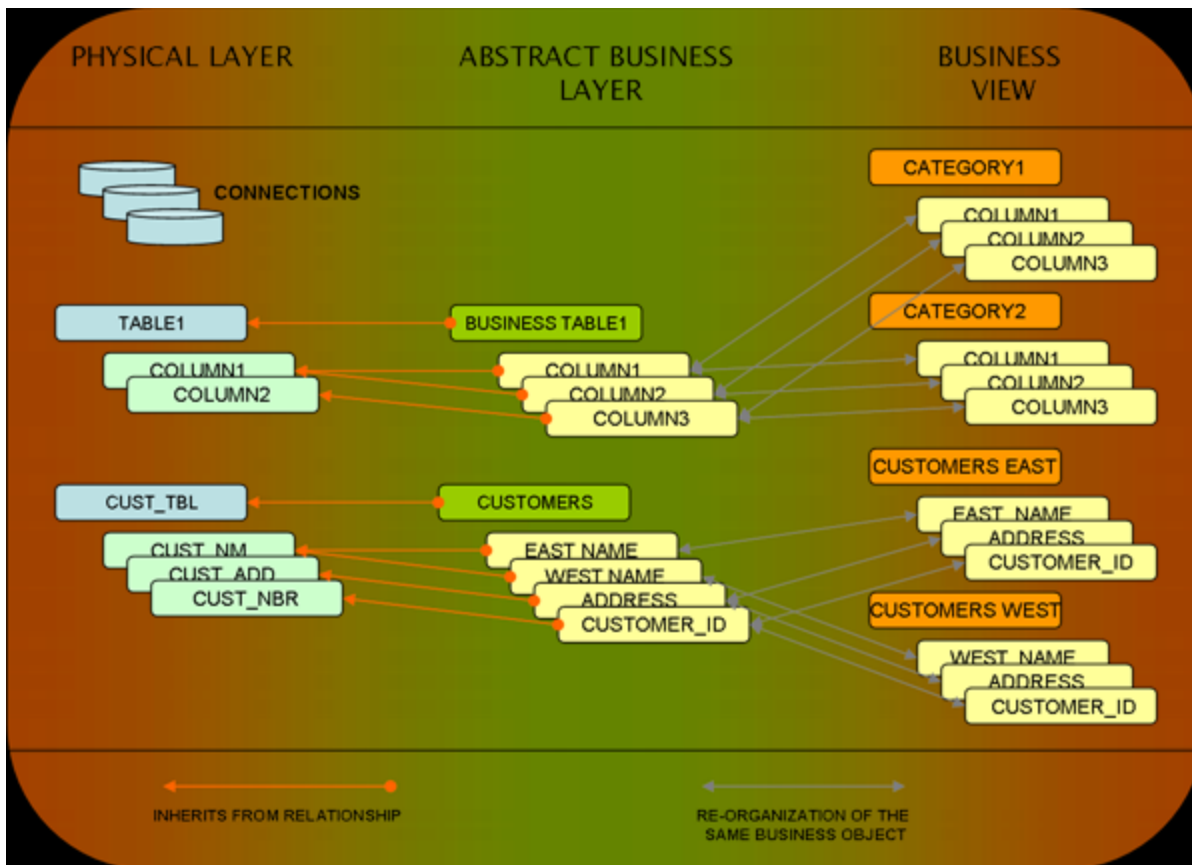 PHYSICAL LAYER
ABSTRACT BUSINESS
LAYER
BUSINESS
VIEW
CONNECTIONS
TABLE1
COLUMN1
COLUMN2
CUST_TBL
CUST_NM
CUST_ADD
CUST_NBR
BUSINESS TABLE1
COLUMN1
COLUMN2
COLUMN3
CUSTOMERS
EAST NAME
WEST NAME
ADDRESS
CUSTOMER_ID
CATEGORY1
COLUMN1
COLUMN2
COLUMN3
CATEGORY2
COLUMN1
COLUMN2
COLUMN3
CUSTOMERS EAST
EAST_NAME
ADDRESS
CUSTOMER_ID
CUSTOMERS WEST
WEST_NAME
ADDRESS
CUSTOMER_ID
INHERITS FROM RELATIONSHIP
RE-ORGANIZATION OF THE
SAME BUSINESS OBJECT